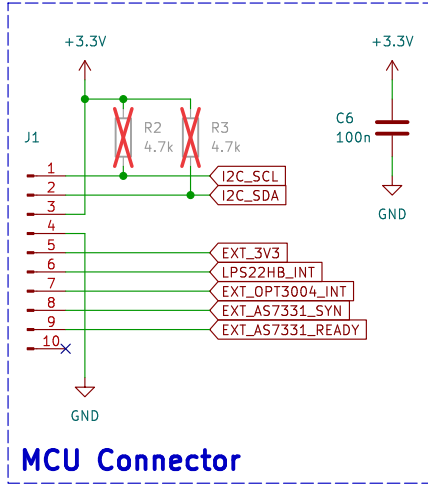 +3.3V
+3.3V
J1
R2
4.7k
R3
4.7k
C6
100n
1
I2C_SCL
2
I2C_SDA
3
4
GND
5
EXT_3V3
6
LPS22HB_INT
7
EXT_OPT3004_INT
8
EXT_AS7331_SYN
9
EXT_AS7331_READY
10
GND
MCU Connector